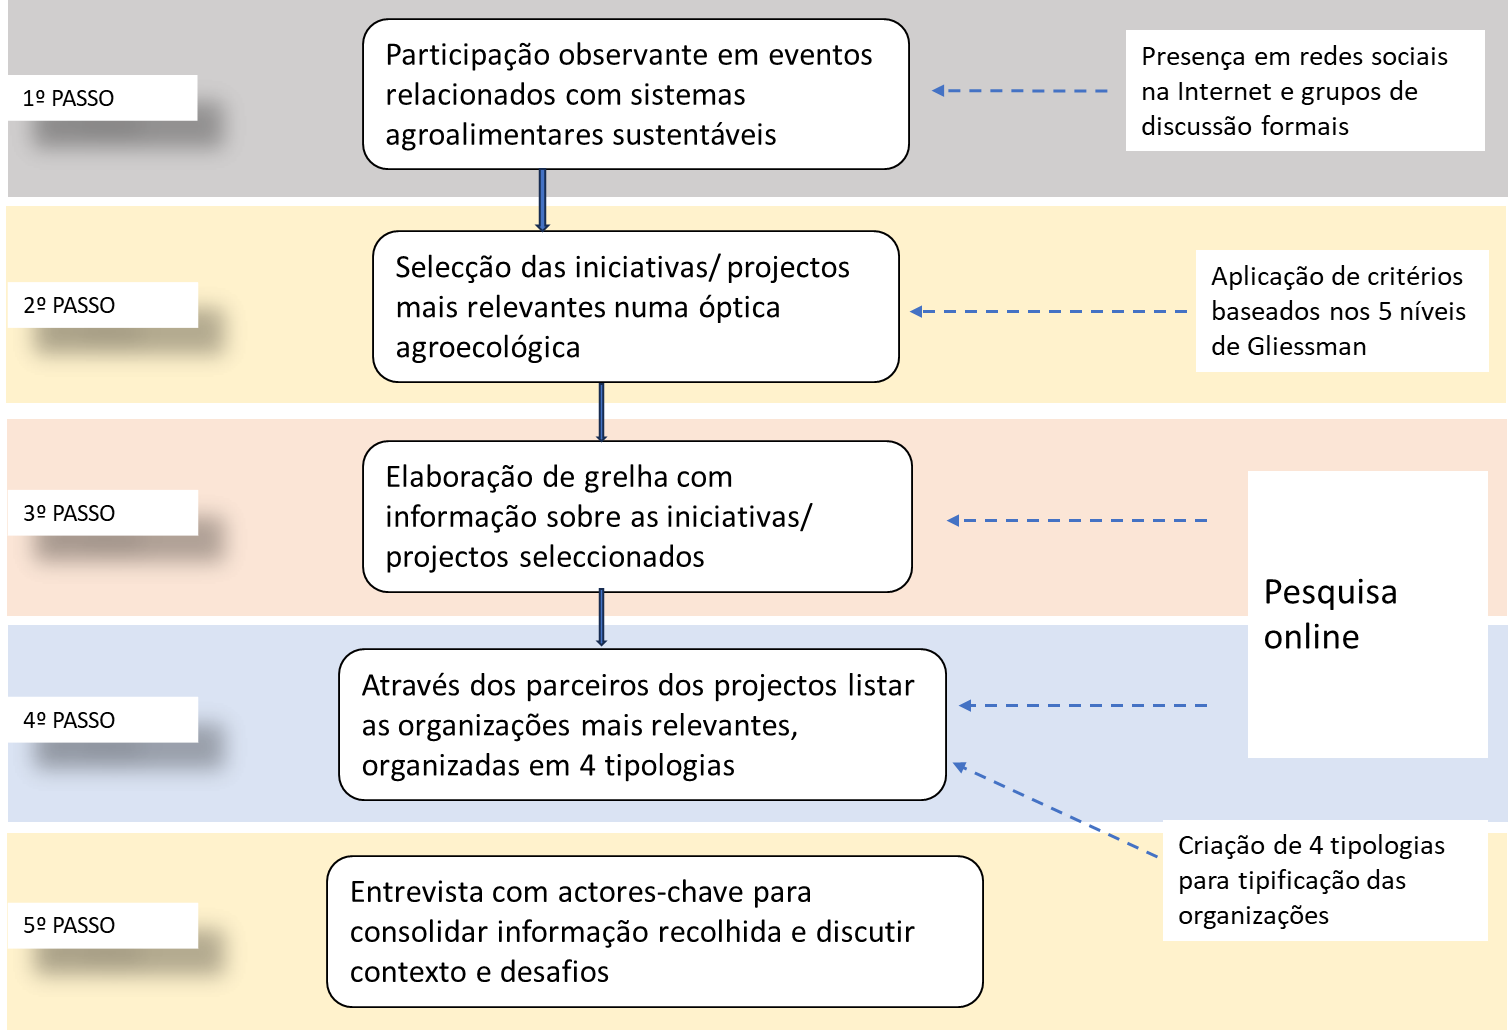 1º PASSO
Participação observante em eventos
relacionados com sistemas
agroalimentares sustentáveis
Presença em redes sociais
na Internet e grupos de
discussão formais
2º PASSO
Selecção das iniciativas/ projectos
mais relevantes numa óptica
agroecológica
Aplicação de critérios
baseados nos 5 níveis
de Gliessman
3º PASSO
Elaboração de grelha com
informação sobre as iniciativas/
projectos seleccionados
Pesquisa
online
4º PASSO
Através dos parceiros dos projectos listar
as organizações mais relevantes,
organizadas em 4 tipologias
Criação de 4 tipologias
para tipificação das
organizações
5º PASSO
Entrevista com actores-chave para
consolidar informação recolhida e discutir
contexto e desafios